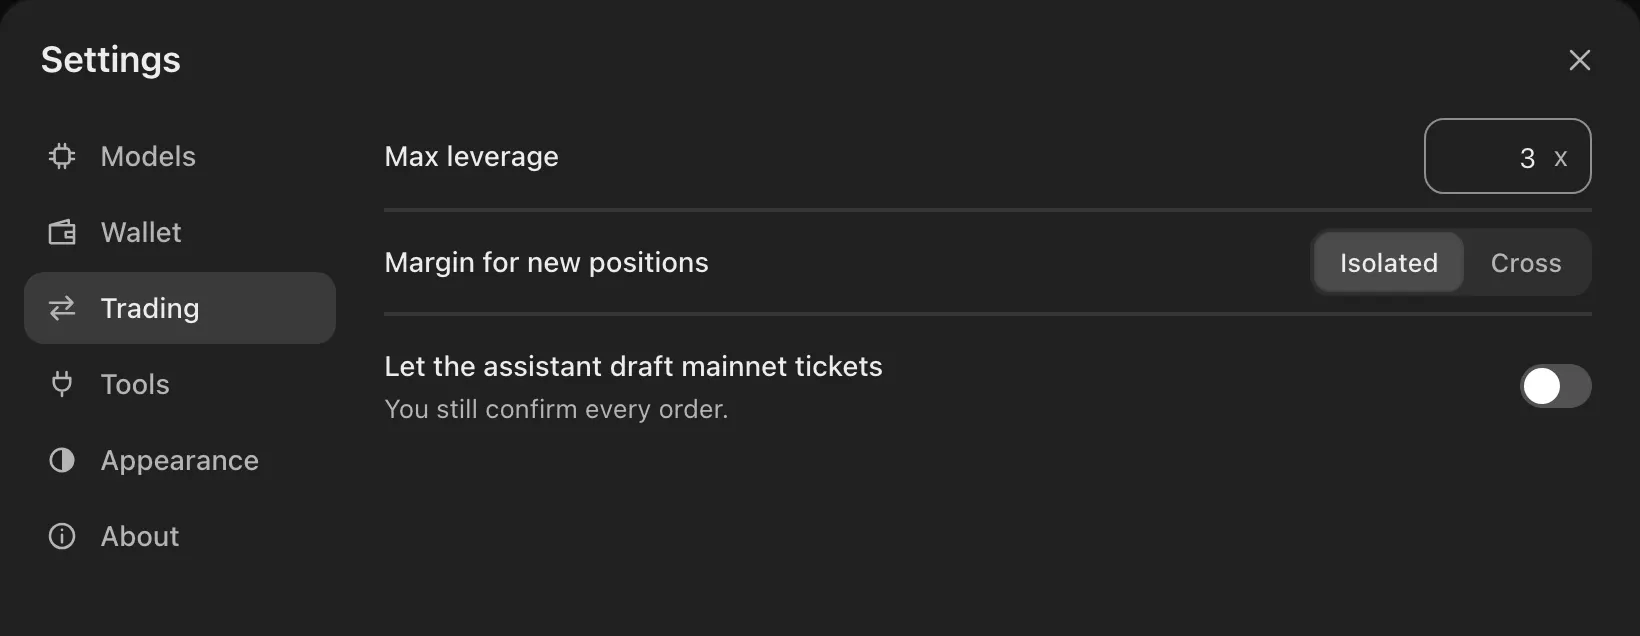 Settings
Models
Wallet
Trading
Tools
Appearance
About
Max leverage
3 x
Margin for new positions
Isolated
Cross
Let the assistant draft mainnet tickets
You still confirm every order.